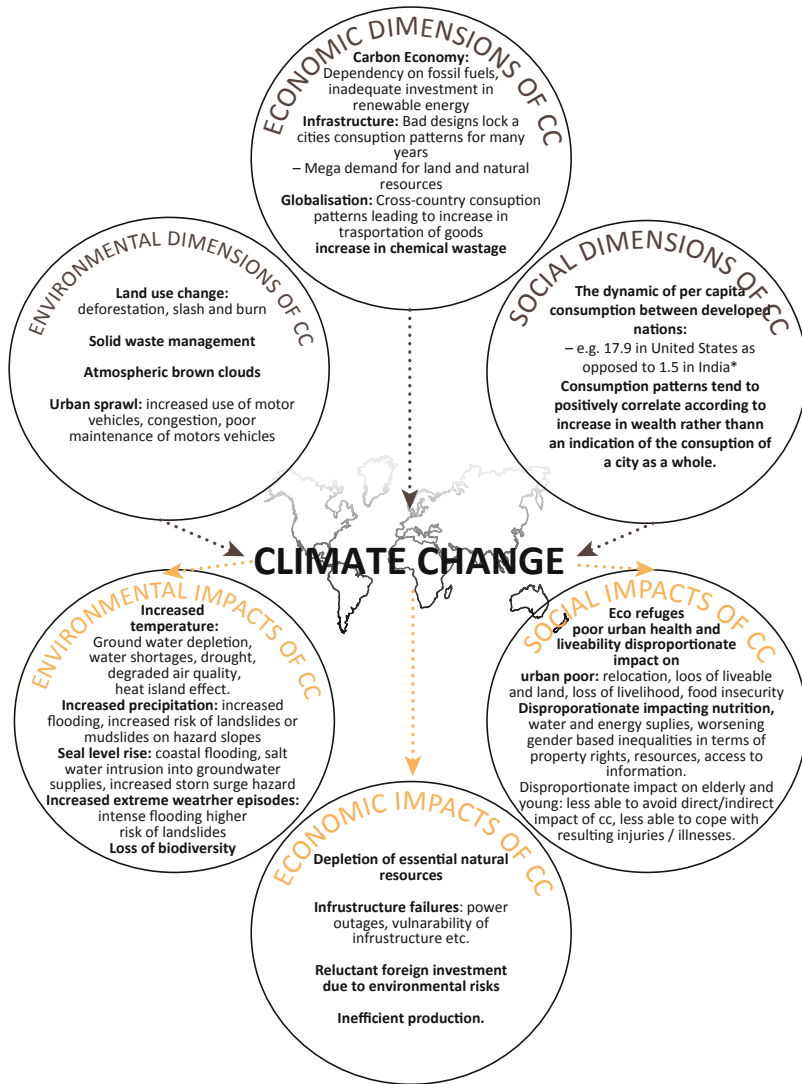 ECONOMIC DIMENSIONS OF CC
Carbon Economy:
Dependency on fossil fuels,
inadequate investment in
renewable energy
Infrastructure: Bad designs lock a
cities consuption patterns for many
years
– Mega demand for land and natural
resources
Globalisation: Cross-country consuption
patterns leading to increase in
trasportation of goods
increase in chemical wastage
ENVIRONMENTAL DIMENSIONS OF CC
Land use change:
deforestation, slash and burn
Solid waste management
Atmospheric brown clouds
Urban sprawl: increased use of motor
vehicles, congestion, poor
maintenance of motors vehicles
SOCIAL DIMENSIONS OF CC
The dynamic of per capita
consumption between developed
nations:
– e.g. 17.9 in United States as
opposed to 1.5 in India*
Consumption patterns tend to
positively correlate according to
increase in wealth rather thann
an indication of the consuption of
a city as a whole.
CLIMATE CHANGE
ENVIRONMENTAL IMPACTS OF CC
Increased
temperature:
Ground water depletion,
water shortages, drought,
degraded air quality,
heat island effect.
Increased precipitation: increased
flooding, increased risk of landslides or
mudslides on hazard slopes
Seal level rise: coastal flooding, salt
water intrusion into groundwater
supplies, increased storn surge hazard
Increased extreme weatrher episodes:
intense flooding higher
risk of landslides
Loss of biodiversity
SOCIAL IMPACTS OF CC
Eco refuges
poor urban health and
liveability disproportionate
impact on
urban poor: relocation, loos of liveable
and land, loss of livelihood, food insecurity
Disproporationate impacting nutrition,
water and energy suplies, worsening
gender based inequalities in terms of
property rights, resources, access to
information.
Disproportionate impact on elderly and
young: less able to avoid direct/indirect
impact of cc, less able to cope with
resulting injuries / illnesses.
ECONOMIC IMPACTS OF CC
Depletion of essential natural
resources
Infrustructure failures: power
outages, vulnarability of
infrustructure etc.
Reluctant foreign investment
due to environmental risks
Inefficient production.